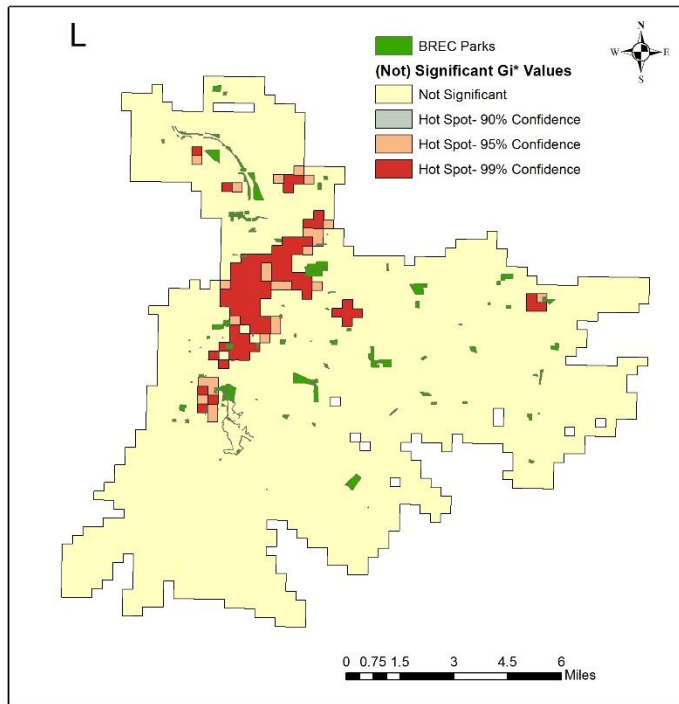 L
BREC Parks
(Not) Significant Gi* Values
Not Significant
Hot Spot- 90% Confidence
Hot Spot- 95% Confidence
Hot Spot- 99% Confidence
N
W E
S
0 0.75 1.5 3 4.5 6
Miles